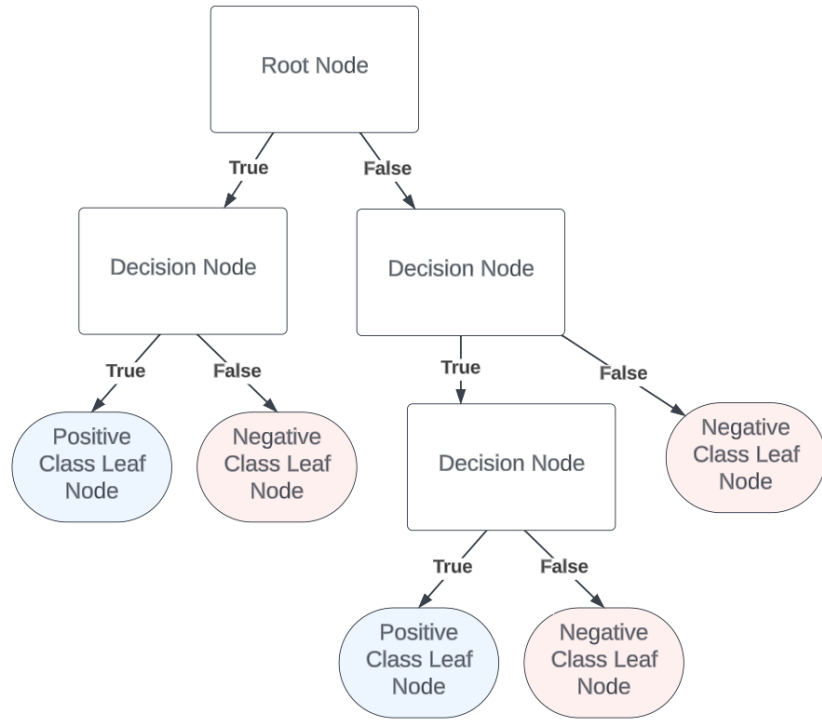 Root Node
True
False
Decision Node
Decision Node
True
False
True
False
Positive
Class Leaf
Node
Negative
Class Leaf
Node
Decision Node
Negative
Class Leaf
Node
True
False
Positive
Class Leaf
Node
Negative
Class Leaf
Node